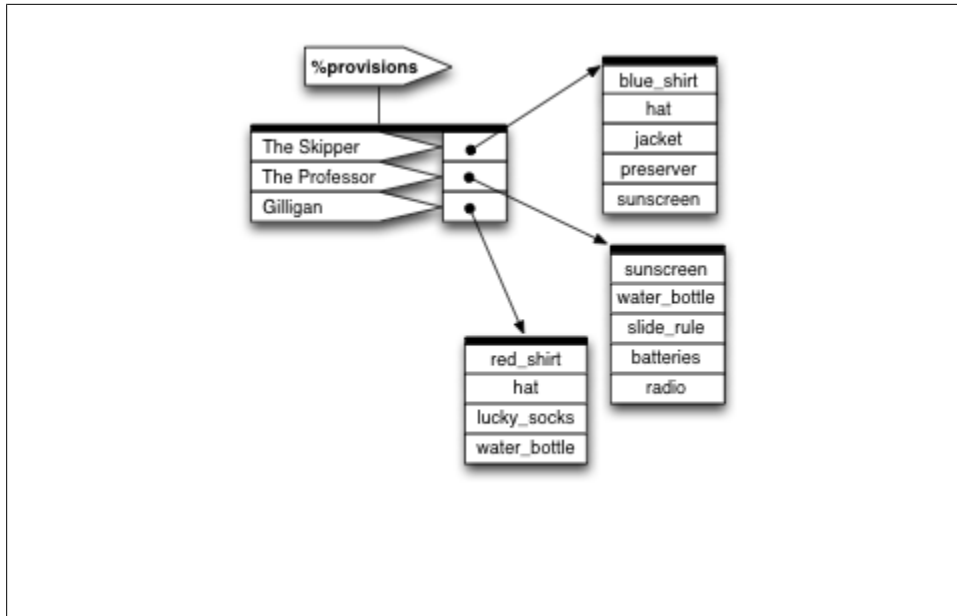 %provisions
The Skipper
The Professor
Gilligan
blue_shirt
hat
jacket
preserver
sunscreen
sunscreen
water_bottle
slide_rule
batteries
radio
red_shirt
hat
lucky_socks
water_bottle